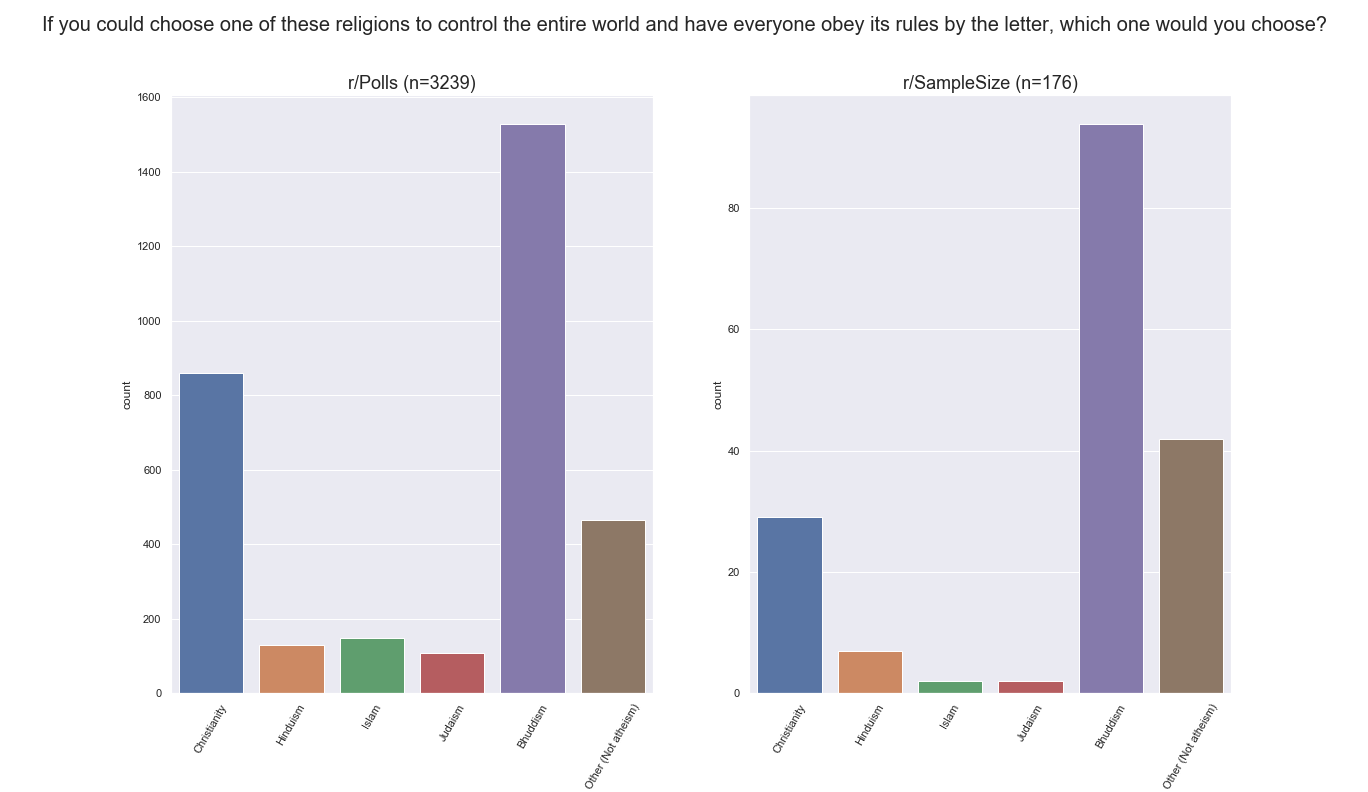 If you could choose one of these religions to control the entire world and have everyone obey its rules by the letter, which one would you choose?
r/Polls (n=3239)
1600
1400
1200
1000
800
600
400
200
0
count
Christianity
Hinduism
Islam
Judaism
Bhuddism
Other (Not atheism)
r/SampleSize (n=176)
80
60
40
20
0
count
Christianity
Hinduism
Islam
Judaism
Bhuddism
Other (Not atheism)